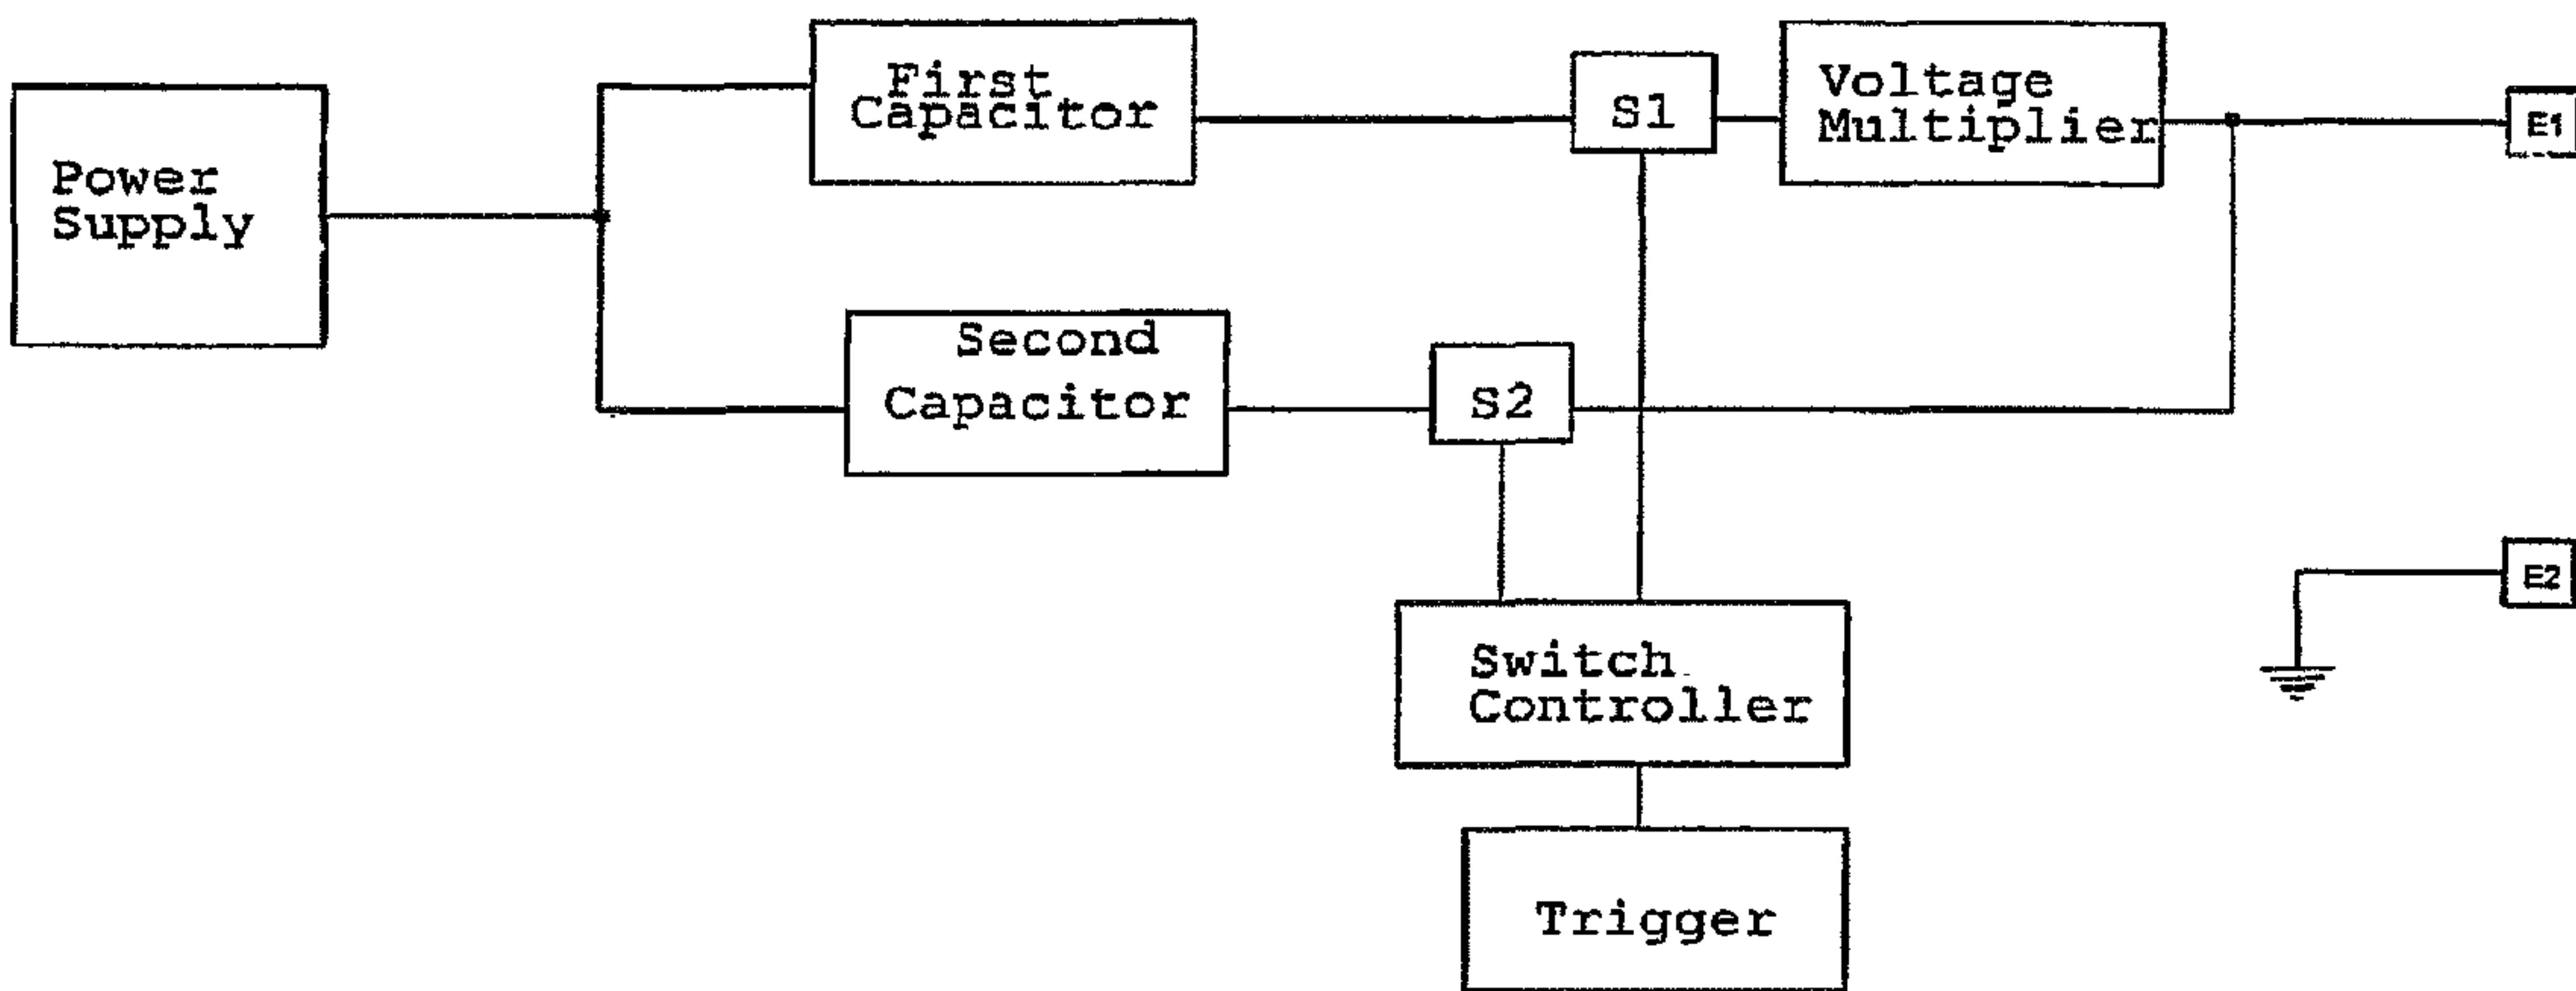 First
Capacitor
S1
Voltage
Multiplier
E1
Power
Supply
Second
Capacitor
S2
E2
Switch
Controller
Trigger